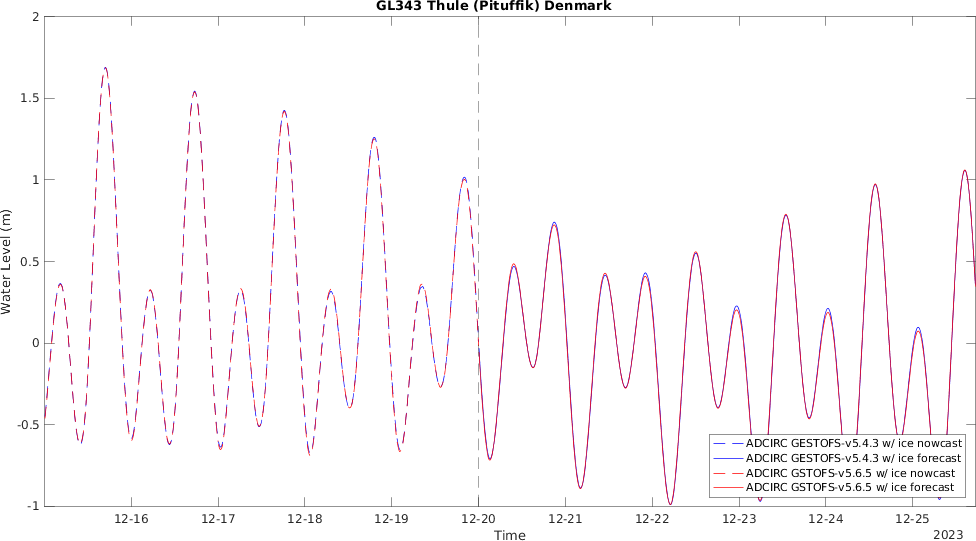 GL343 Thule (Pituffik) Denmark
2
1.5
1
0.5
0
-0.5
-1
Water Level (m)
12-16 12-17 12-18 12-19 12-20 12-21 12-22 12-23 12-24 12-25
Time
2023
ADCIRC GESTOFS-v5.4.3 w/ ice nowcast
ADCIRC GESTOFS-v5.4.3 w/ ice forecast
ADCIRC GSTOFS-v5.6.5 w/ ice nowcast
ADCIRC GSTOFS-v5.6.5 w/ ice forecast